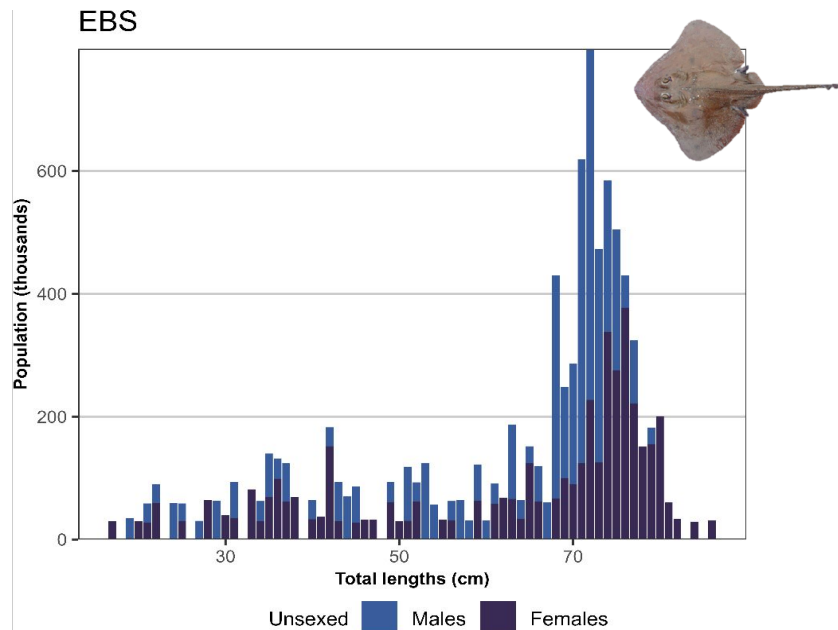 EBS
Population (thousands)
600
400
200
0
30 50 70
Total lengths (cm)
Unsexed Males Females